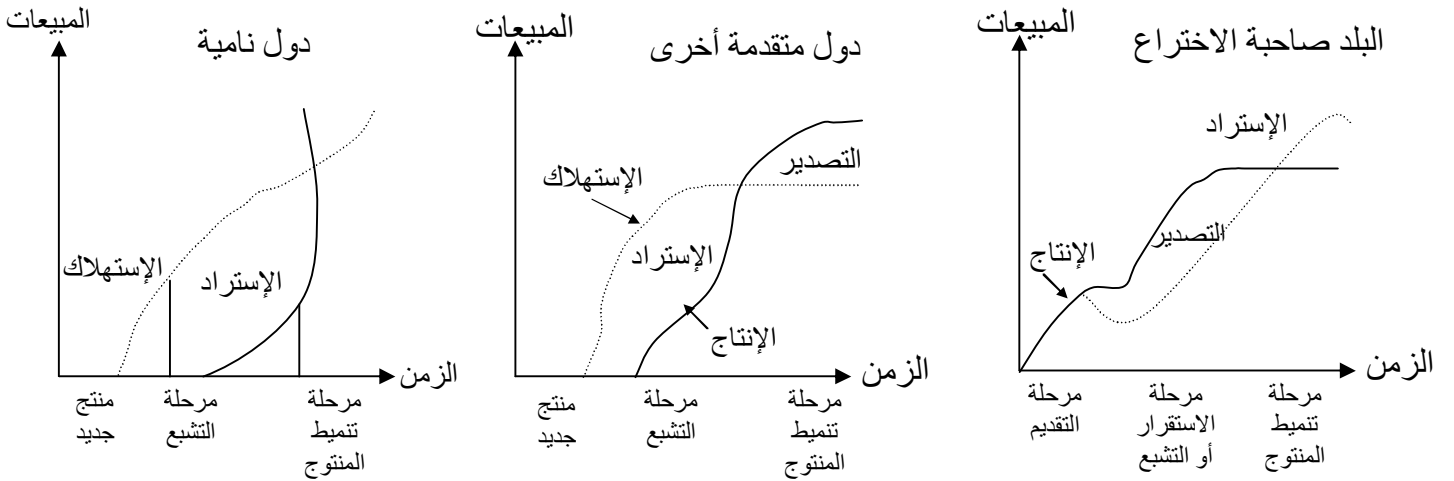 البلد صاحبة الاختراع
المبيعات
الإستراد
التصدير
الإنتاج
الزمن
مرحلة
التقديم
مرحلة
الاستقرار
أو التشبع
مرحلة
تنميط
المنتوج
دول متقدمة أخرى
المبيعات
التصدير
الإستهلاك
الإستراد
الإنتاج
الزمن
منتج
جديد
مرحلة
التشبع
مرحلة
تنميط
المنتوج
دول نامية
المبيعات
الإستهلاك
الإستراد
الزمن
منتج
جديد
مرحلة
التشبع
مرحلة
تنميط
المنتوج